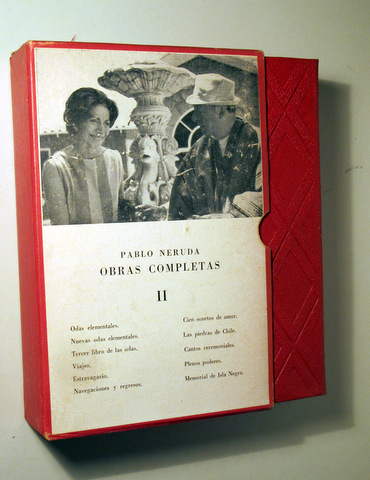 PABLO NERUDA
OBRAS COMPLETAS
II
Odas elementales.
Nuevas odas elementales.
Tercer libro de las odas.
Viajes.
Estravagario.
Navegaciones y regresos.
Cien sonetos de amor.
Las piedras de Chile.
Cantos ceremoniales.
Plenos poderes.
Memorial de Isla Negra.